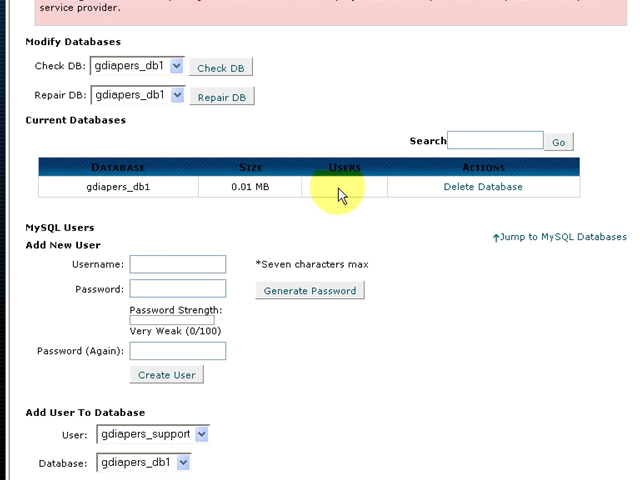 service provider.
Modify Databases
Check DB: gdiapers_db1 Check DB
Repair DB: gdiapers_db1 Repair DB
Current Databases
Search Go
DATABASE SIZE USERS ACTIONS
gdiapers_db1 0.01 MB Delete Database
MySQL Users
Jump to MySQL Databases
Add New User
Username: *Seven characters max
Password: Generate Password
Password Strength:
Very Weak (0/100)
Password (Again):
Create User
Add User To Database
User: gdiapers_support
Database: gdiapers_db1